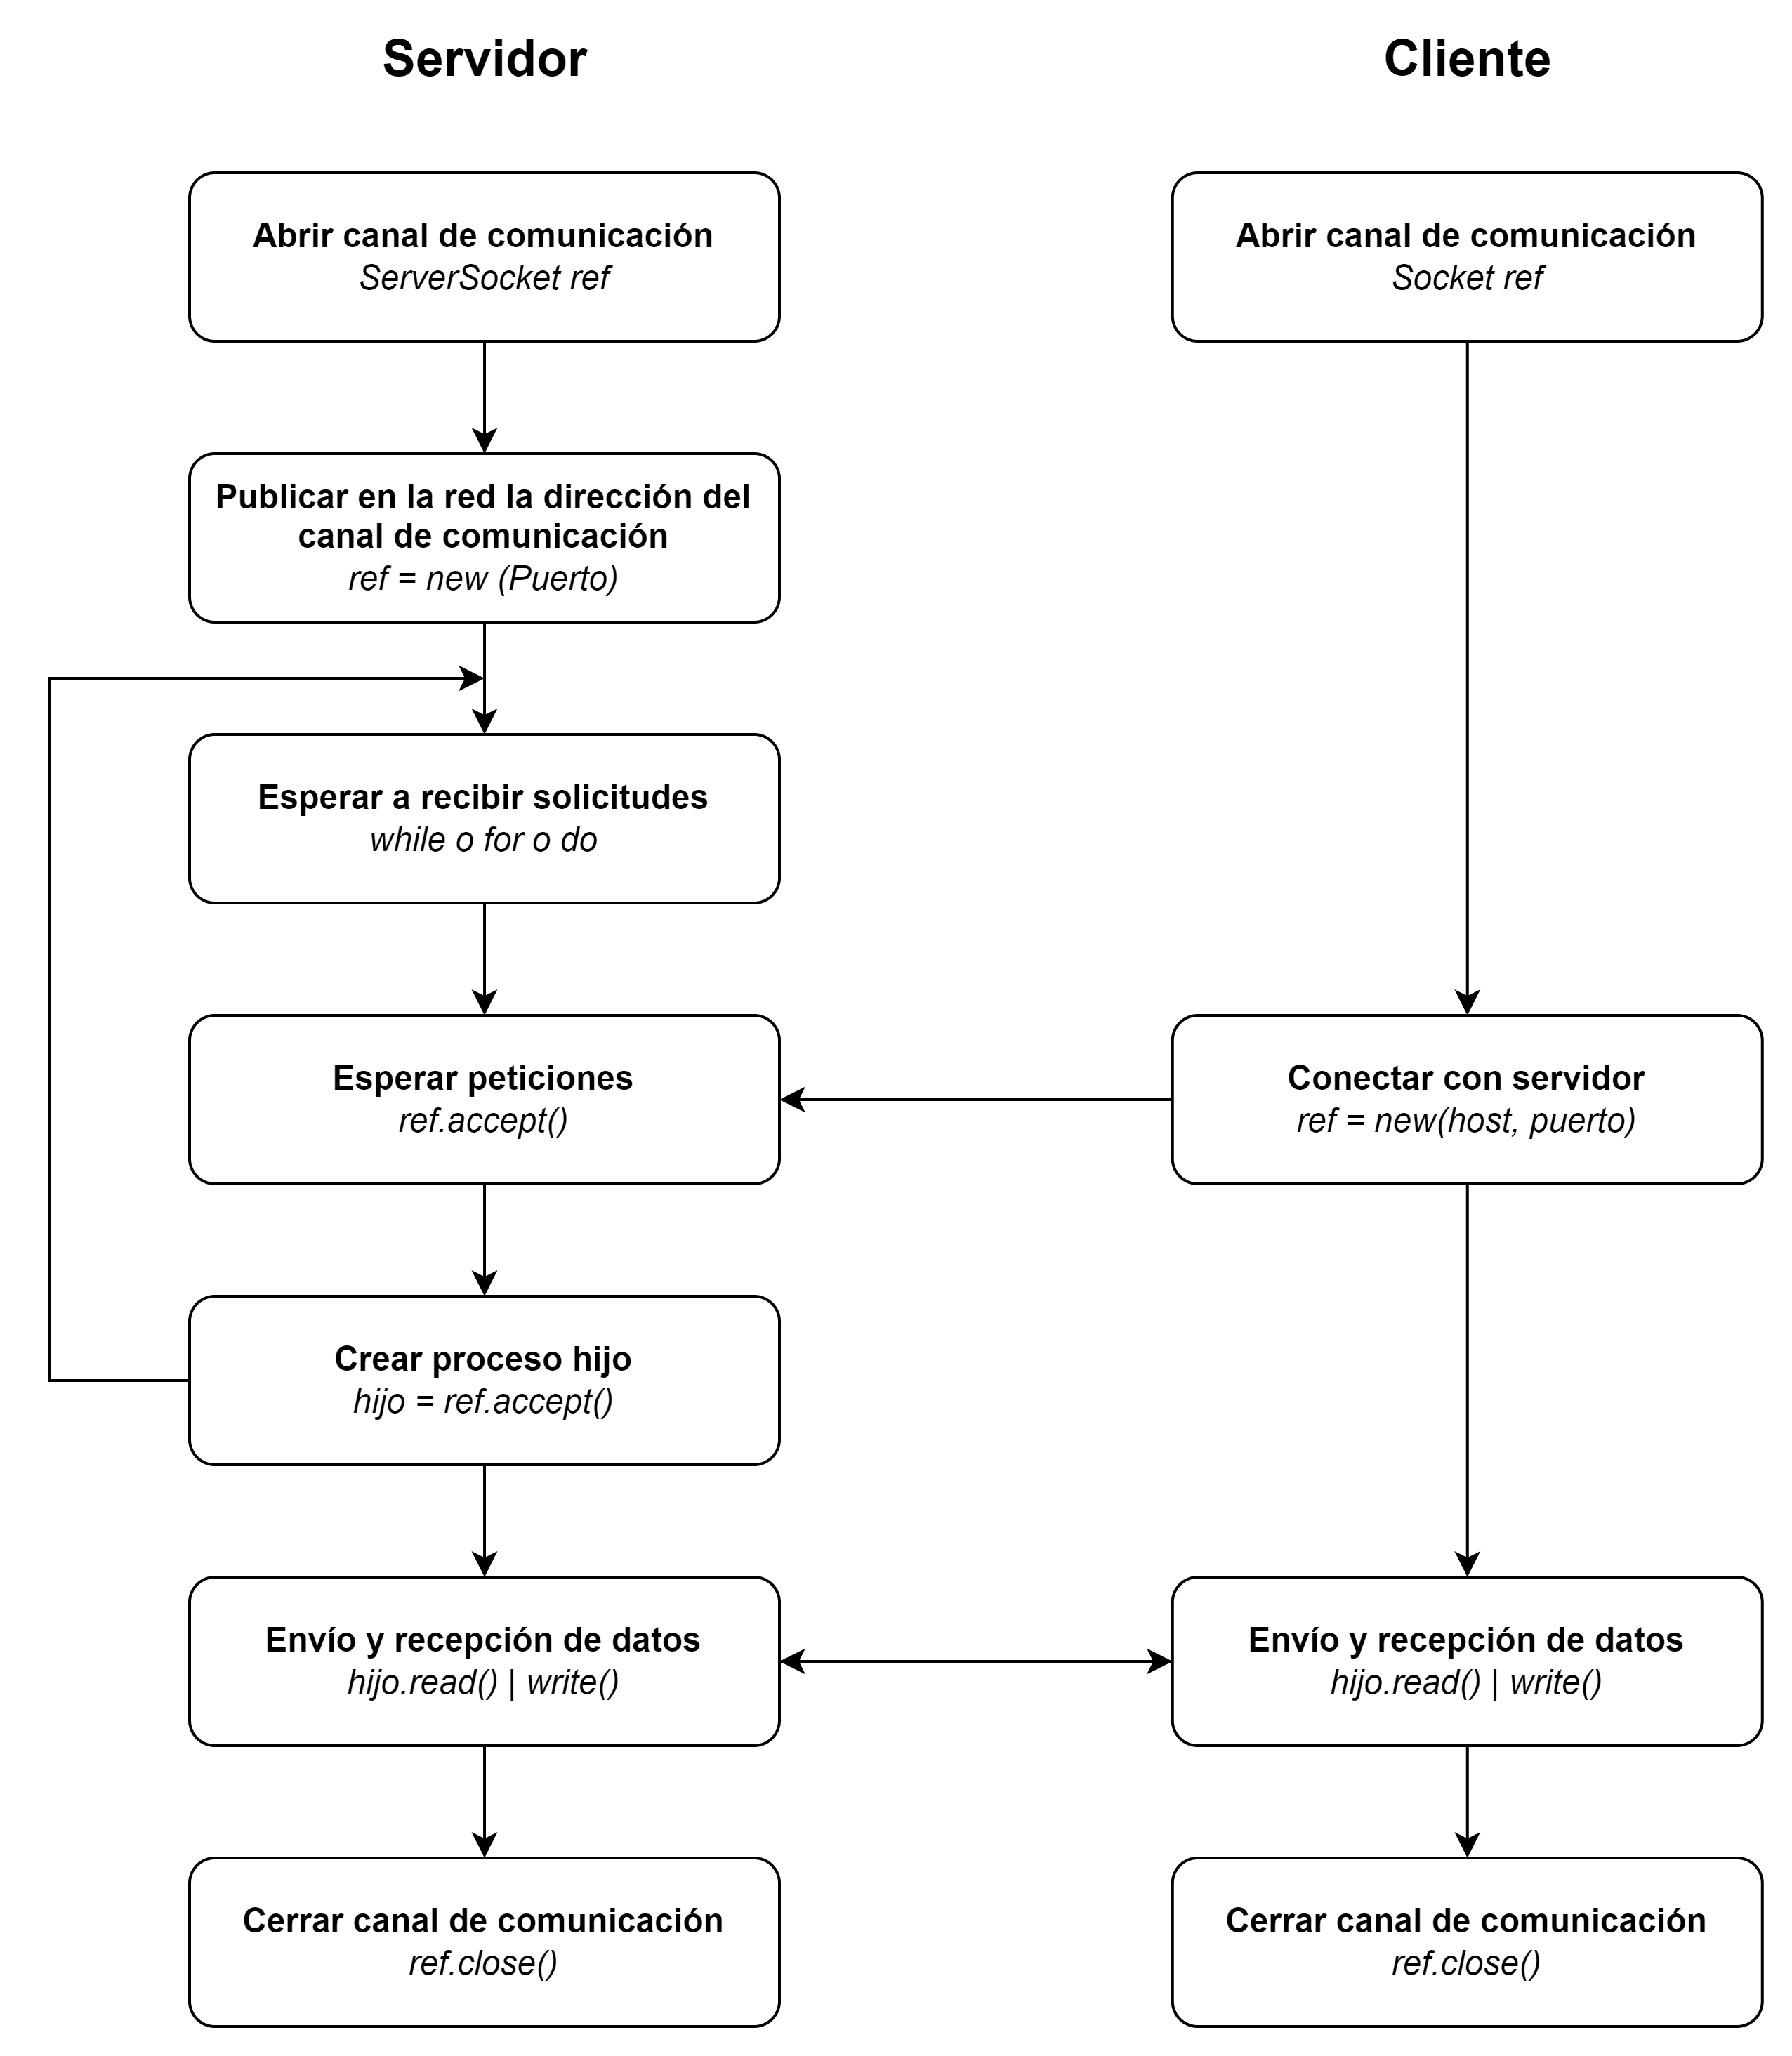 Servidor
Cliente
Abrir canal de comunicación
ServerSocket ref
Abrir canal de comunicación
Socket ref
Publicar en la red la dirección del
canal de comunicación
ref = new (Puerto)
Esperar a recibir solicitudes
while o for o do
Esperar peticiones
ref.accept()
Conectar con servidor
ref = new(host, puerto)
Crear proceso hijo
hijo = ref.accept()
Envío y recepción de datos
hijo.read() | write()
Envío y recepción de datos
hijo.read() | write()
Cerrar canal de comunicación
ref.close()
Cerrar canal de comunicación
ref.close()